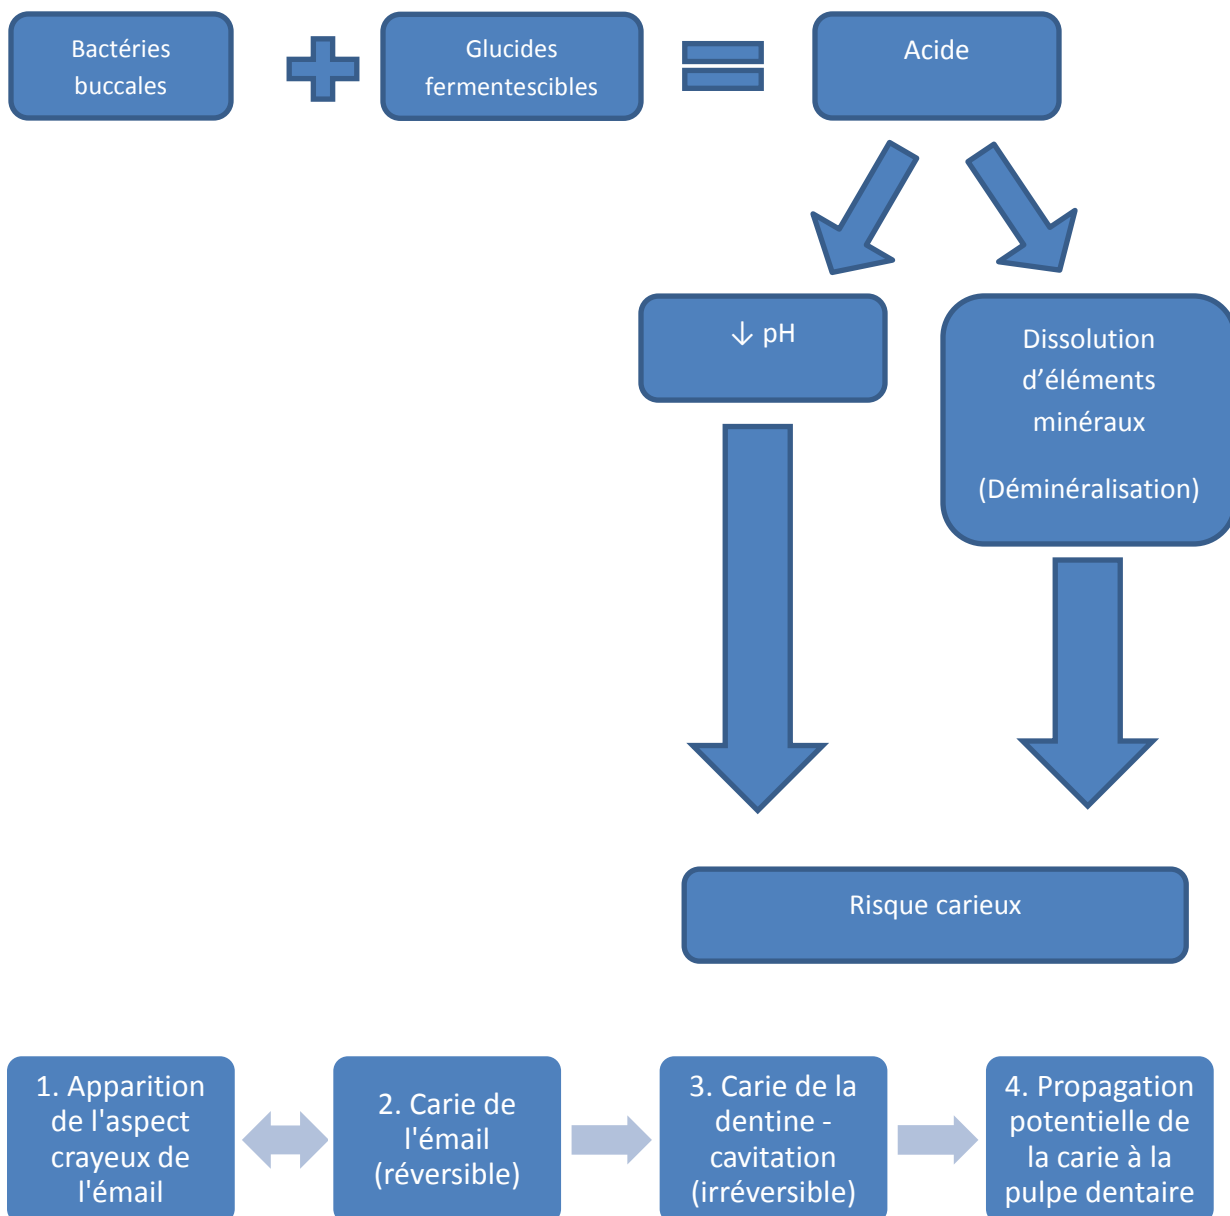 Bactéries
buccales
Glucides
fermentescibles
Acide
↓ pH
Dissolution
d’éléments
minéraux
(Déminéralisation)
Risque carieux
1. Apparition
de l'aspect
crayeux de
l'émail
2. Carie de
l'émail
(réversible)
3. Carie de la
dentine -
cavitation
(irréversible)
4. Propagation
potentielle de
la carie à la
pulpe dentaire